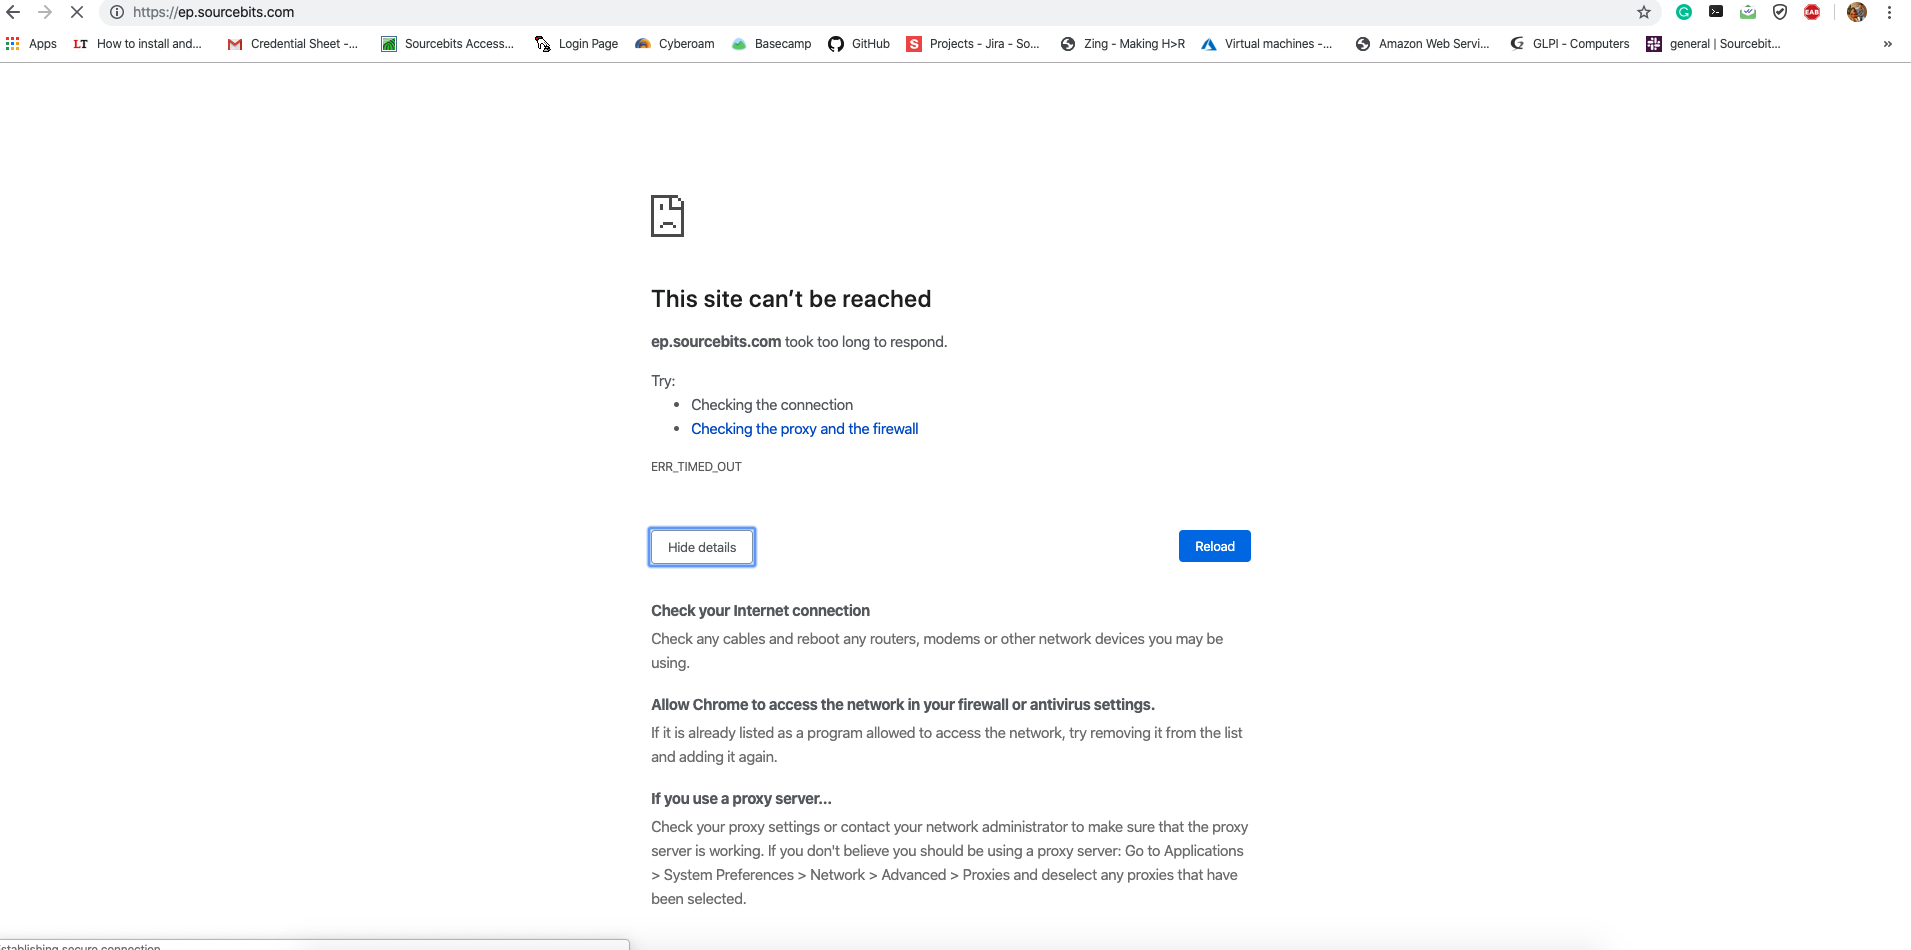 https://ep.sourcebits.com
Apps LT How to install and... Credential Sheet -... Sourcebits Access... Login Page Cyberoam Basecamp GitHub S Projects - Jira - So... Zing - Making H>R Virtual machines -... Amazon Web Servi... GLPI - Computers general | Sourcebit... »
This site can’t be reached
ep.sourcebits.com took too long to respond.
Try:
• Checking the connection
• Checking the proxy and the firewall
ERR_TIMED_OUT
Hide details Reload
Check your Internet connection
Check any cables and reboot any routers, modems or other network devices you may be
using.
Allow Chrome to access the network in your firewall or antivirus settings.
If it is already listed as a program allowed to access the network, try removing it from the list
and adding it again.
If you use a proxy server...
Check your proxy settings or contact your network administrator to make sure that the proxy
server is working. If you don't believe you should be using a proxy server: Go to Applications
> System Preferences > Network > Advanced > Proxies and deselect any proxies that have
been selected.
stablishing secure connection